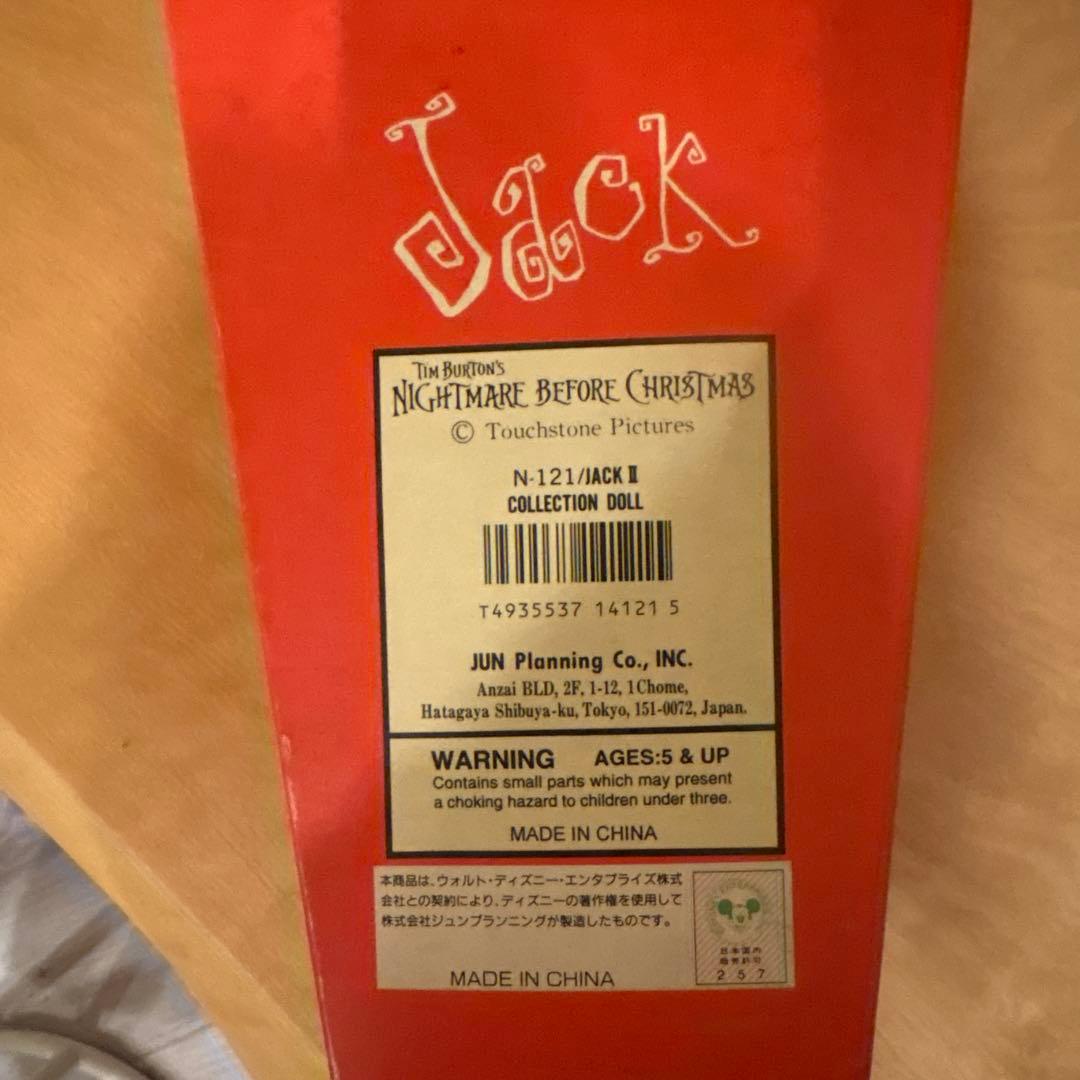 Jack
TIM BURTON'S
NIGHTMARE BEFORE CHRISTMAS
© Touchstone Pictures
N-121/JACK Ⅱ
COLLECTION DOLL
T4935537 14121 5
JUN Planning Co., INC.
Anzai BLD, 2F, 1-12, 1Chome,
Hatagaya Shibuya-ku, Tokyo, 151-0072, Japan.
WARNING AGES:5 & UP
Contains small parts which may present
a choking hazard to children under three.
MADE IN CHINA
本商品は、ウォルト・ディズニー・エンタプライズ株式
会社との契約により、ディズニーの著作権を使用して
株式会社ジュンプランニングが製造したものです。
日本国内
販売許可
257
MADE IN CHINA